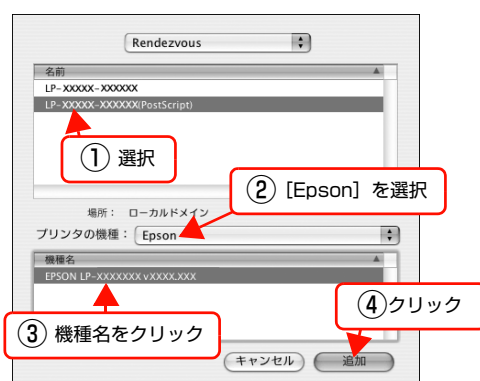 Rendezvous
名前
LP-XXXXX-XXXXXX
LP-XXXXX-XXXXXX(PostScript)
① 選択
② [Epson] を選択
場所： ローカルドメイン
プリンタの機種： Epson
機種名
EPSON LP-XXXXXXX vXXXX.XXX
④クリック
③ 機種名をクリック
キャンセル 追加